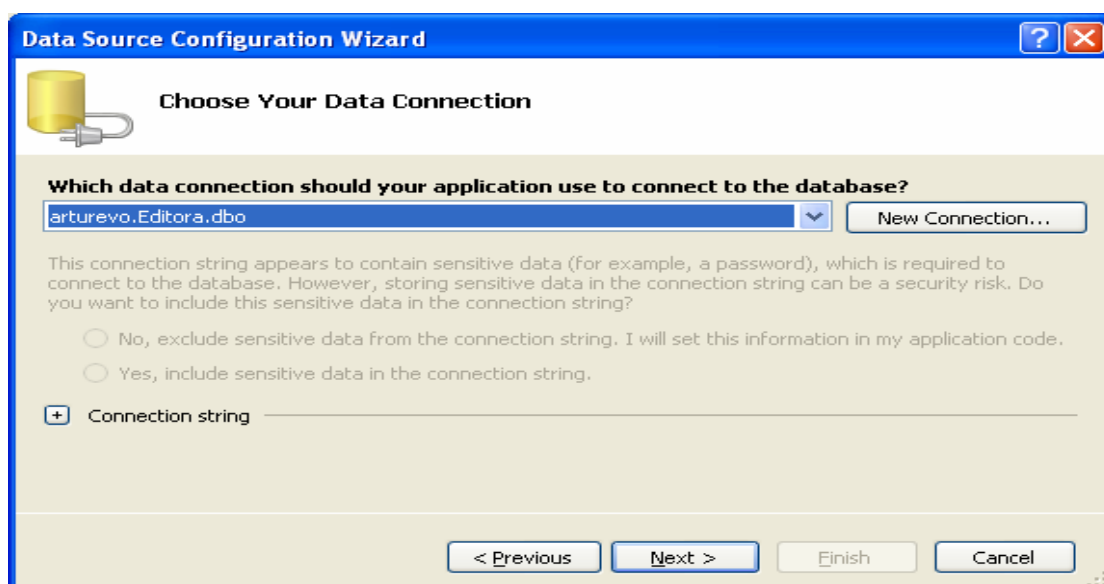 Data Source Configuration Wizard
Choose Your Data Connection
Which data connection should your application use to connect to the database?
arturevo.Editora.dbo
New Connection...
This connection string appears to contain sensitive data (for example, a password), which is required to
connect to the database. However, storing sensitive data in the connection string can be a security risk. Do
you want to include this sensitive data in the connection string?
No, exclude sensitive data from the connection string. I will set this information in my application code.
Yes, include sensitive data in the connection string.
Connection string
< Previous
Next >
Finish
Cancel